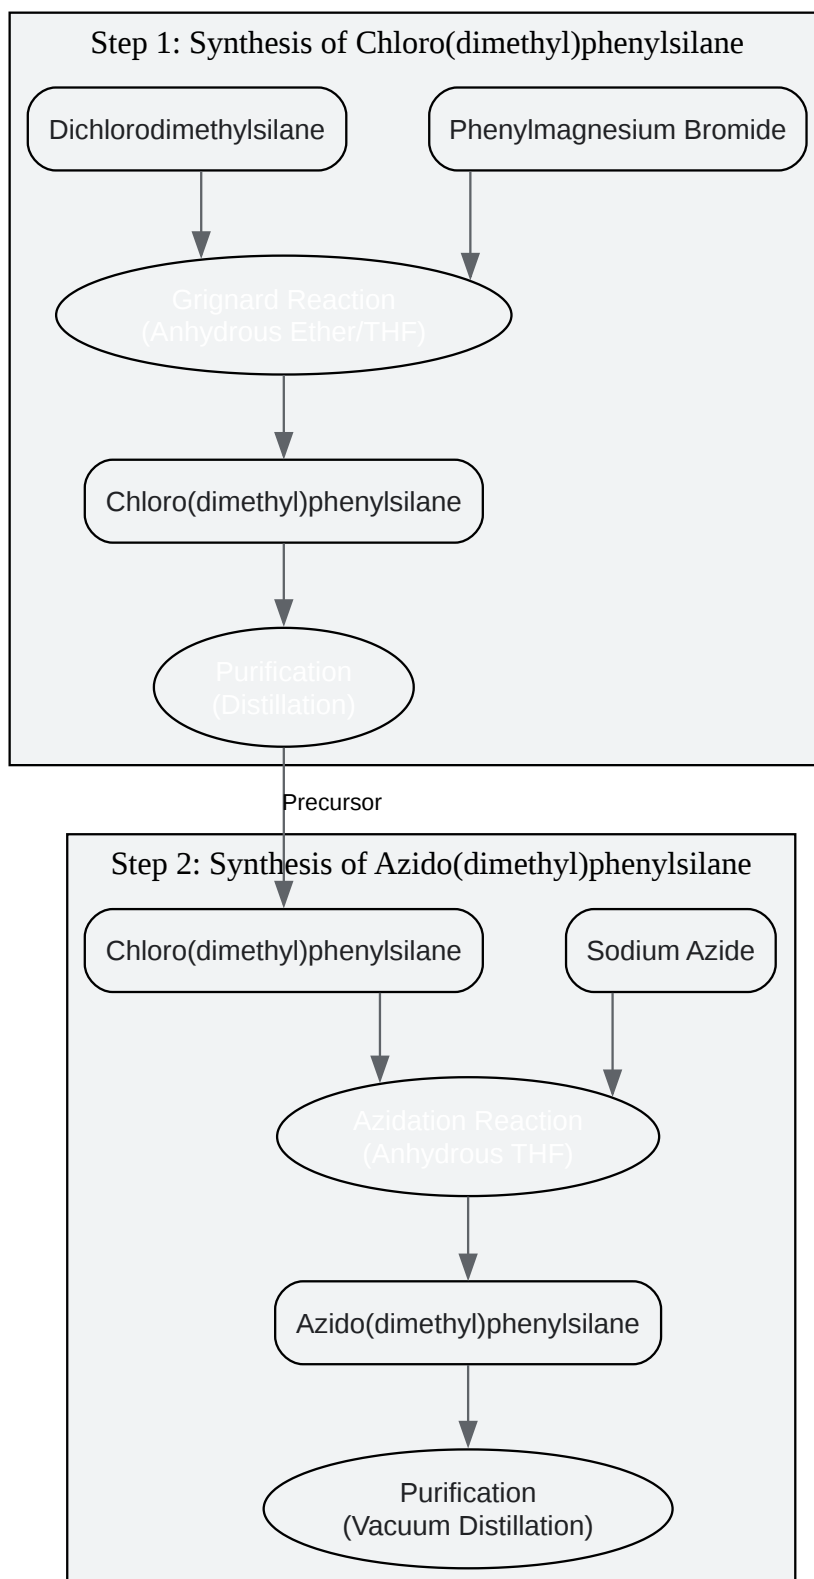 Step 1: Synthesis of Chloro(dimethyl)phenylsilane
Dichlorodimethylsilane
Phenylmagnesium Bromide
Grignard Reaction
(Anhydrous Ether/THF)
Chloro(dimethyl)phenylsilane
Purification
(Distillation)
Precursor
Step 2: Synthesis of Azido(dimethyl)phenylsilane
Chloro(dimethyl)phenylsilane
Sodium Azide
Azidation Reaction
(Anhydrous THF)
Azido(dimethyl)phenylsilane
Purification
(Vacuum Distillation)